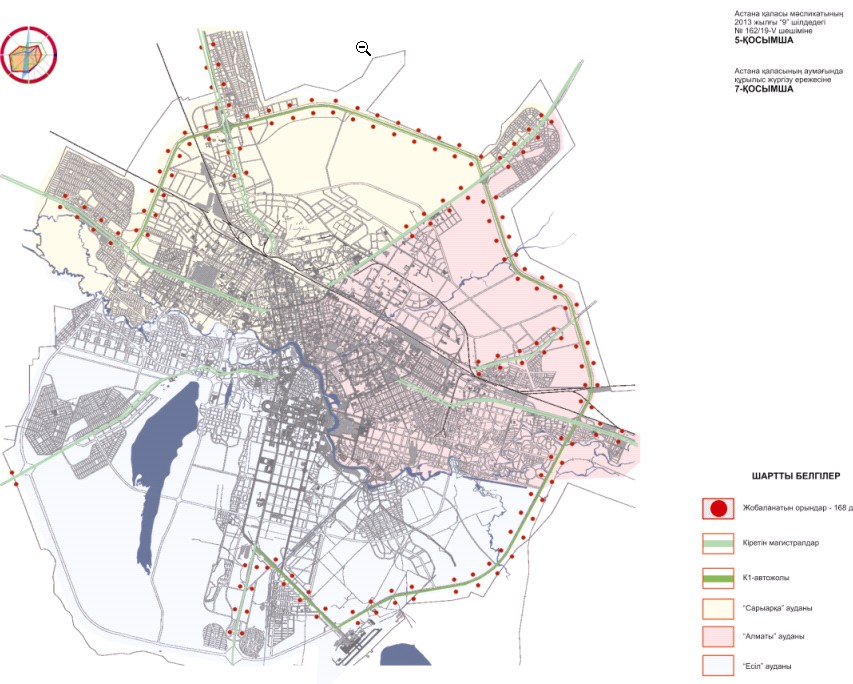 Астана қаласы мәслихатының
2013 жылғы "9" шілдедегі
№ 162/19-V шешіміне
5-ҚОСЫМША
Астана қаласының аумағында
құрылыс жүргізу ережесіне
7-ҚОСЫМША
ШАРТТЫ БЕЛГІЛЕР
Жобаланатын орындар - 168 д
Кіретін магистралдар
К1-автожолы
"Сарыарқа" ауданы
"Алматы" ауданы
"Есіл" ауданы